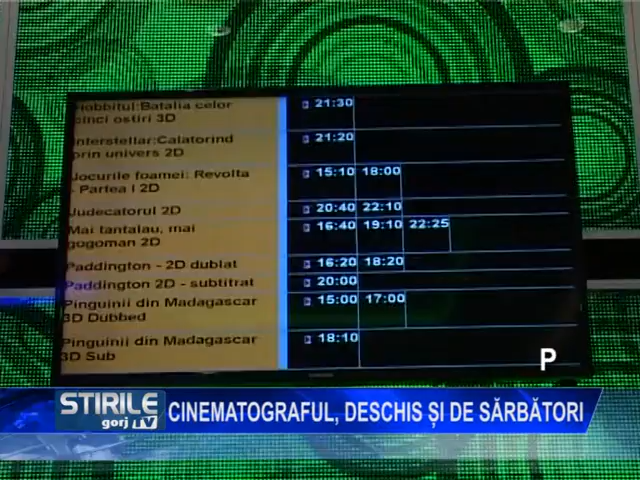 Hobbitul:Batalia celor 21:30
cinci ostiri 3D
Interstellar:Calatorind 21:20
prin univers 2D
Jocurile foamei: Revolta 15:10 18:00
- Partea I 2D
Judecatorul 2D 20:40 22:10
Mai tantalau, mai 16:40 19:10 22:25
gogoman 2D
Paddington - 2D dublat 16:20 18:20
Paddington 2D - subtitrat 20:00
Pinguinii din Madagascar 15:00 17:00
3D Dubbed
Pinguinii din Madagascar 18:10
3D Sub
P
STIRILE CINEMATOGRAFUL, DESCHIS ȘI DE SĂRBĂTORI
gorj TV